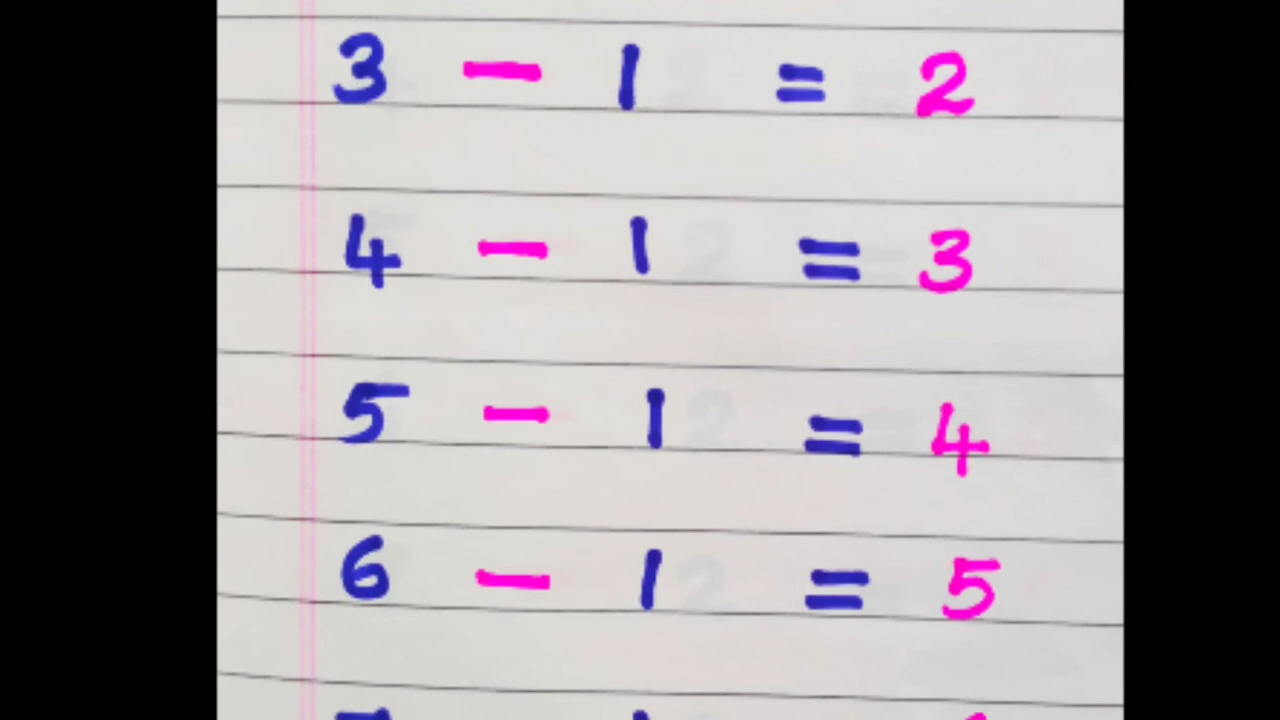 3 - 1 = 2
4 - 1 = 3
5 - 1 = 4
6 - 1 = 5